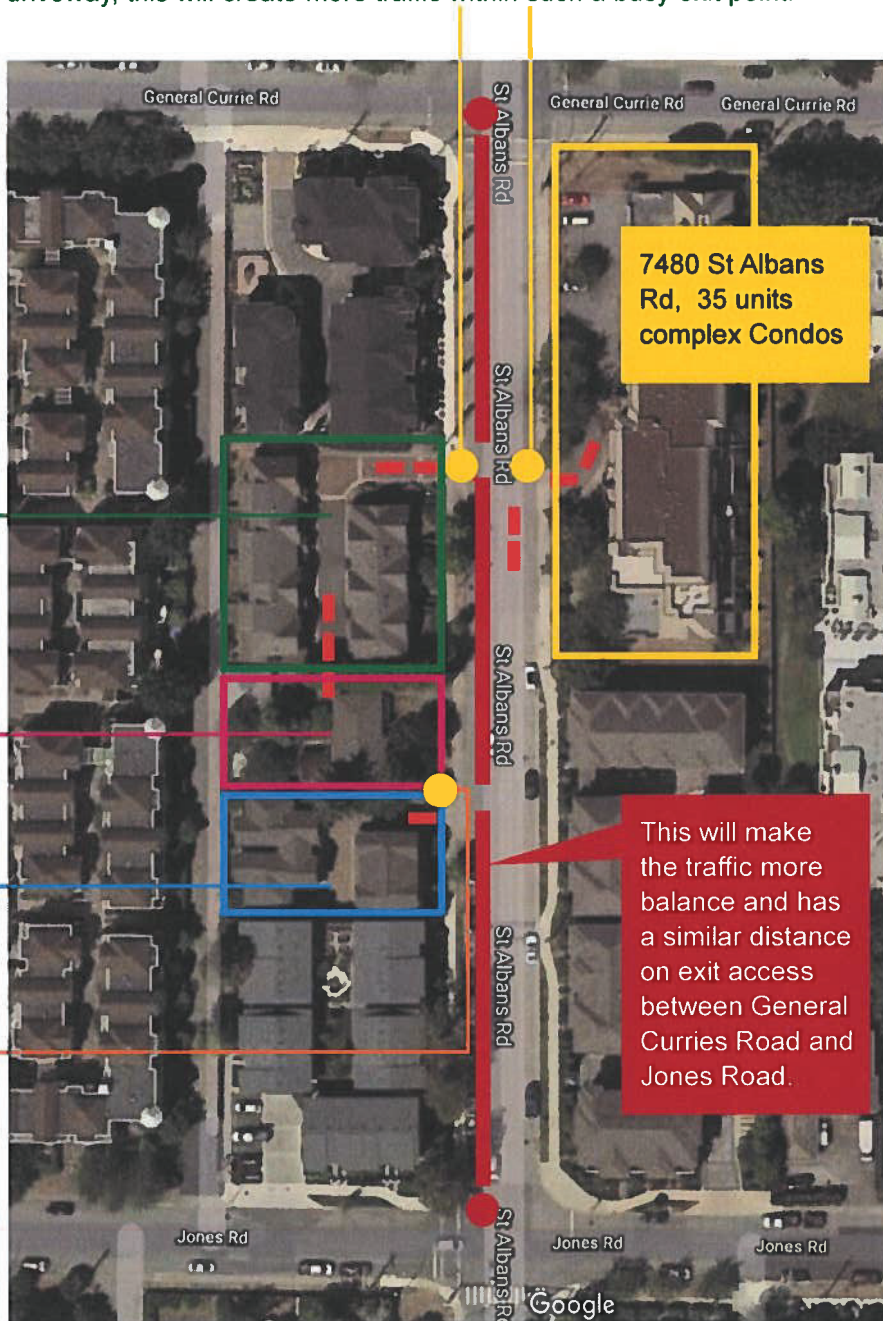 driveway, this will create more traffic within such a busy exit point.
General Currie Rd
St Albans Rd
General Currie Rd
General Currie Rd
7480 St Albans
Rd, 35 units
complex Condos
St Albans Rd
St Albans Rd
This will make
the traffic more
balance and has
a similar distance
on exit access
between General
Curries Road and
Jones Road.
St Albans Rd
Jones Rd
St Albans Rd
Jones Rd
Jones Rd
Google